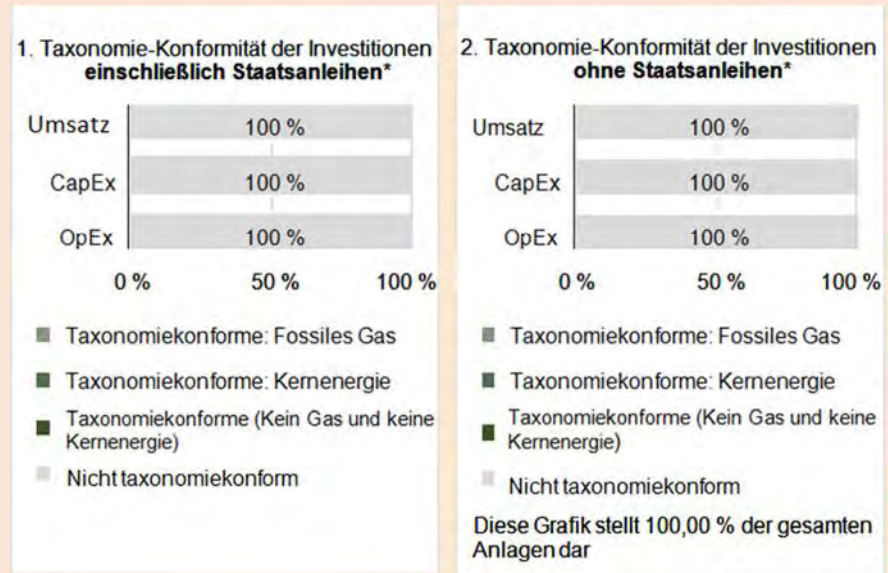 1. Taxonomie-Konformität der Investitionen
einschließlich Staatsanleihen*
Umsatz 100 %
CapEx 100 %
OpEx 100 %
0 % 50 % 100 %
Taxonomiekonforme: Fossiles Gas
Taxonomiekonforme: Kernenergie
Taxonomiekonforme (Kein Gas und keine
Kernenergie)
Nicht taxonomiekonform
2. Taxonomie-Konformität der Investitionen
ohne Staatsanleihen*
Umsatz 100 %
CapEx 100 %
OpEx 100 %
0 % 50 % 100 %
Taxonomiekonforme: Fossiles Gas
Taxonomiekonforme: Kernenergie
Taxonomiekonforme (Kein Gas und keine
Kernenergie)
Nicht taxonomiekonform
Diese Grafik stellt 100,00 % der gesamten
Anlagen dar